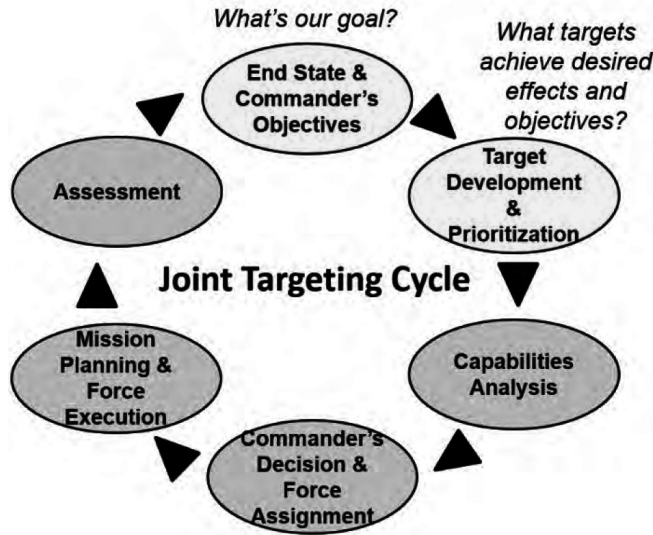 What's our goal?
End State &
Commander's
Objectives
What targets
achieve desired
effects and
objectives?
Target
Development
&
Prioritization
Capabilities
Analysis
Commander's
Decision &
Force
Assignment
Mission
Planning &
Force
Execution
Assessment
Joint Targeting Cycle